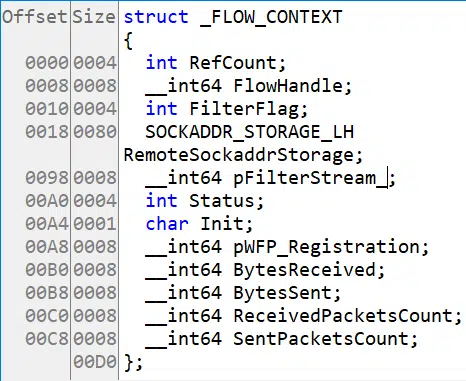 Offset Size struct _FLOW_CONTEXT
{
0000 0004 int RefCount;
0008 0008 __int64 FlowHandle;
0010 0004 int FilterFlag;
0018 0080 SOCKADDR_STORAGE_LH
RemoteSockaddrStorage;
0098 0008 __int64 pFilterStream_;
00A0 0004 int Status;
00A4 0001 char Init;
00A8 0008 __int64 pWFP_Registration;
00B0 0008 __int64 BytesReceived;
00B8 0008 __int64 BytesSent;
00C0 0008 __int64 ReceivedPacketsCount;
00C8 0008 __int64 SentPacketsCount;
00D0 };